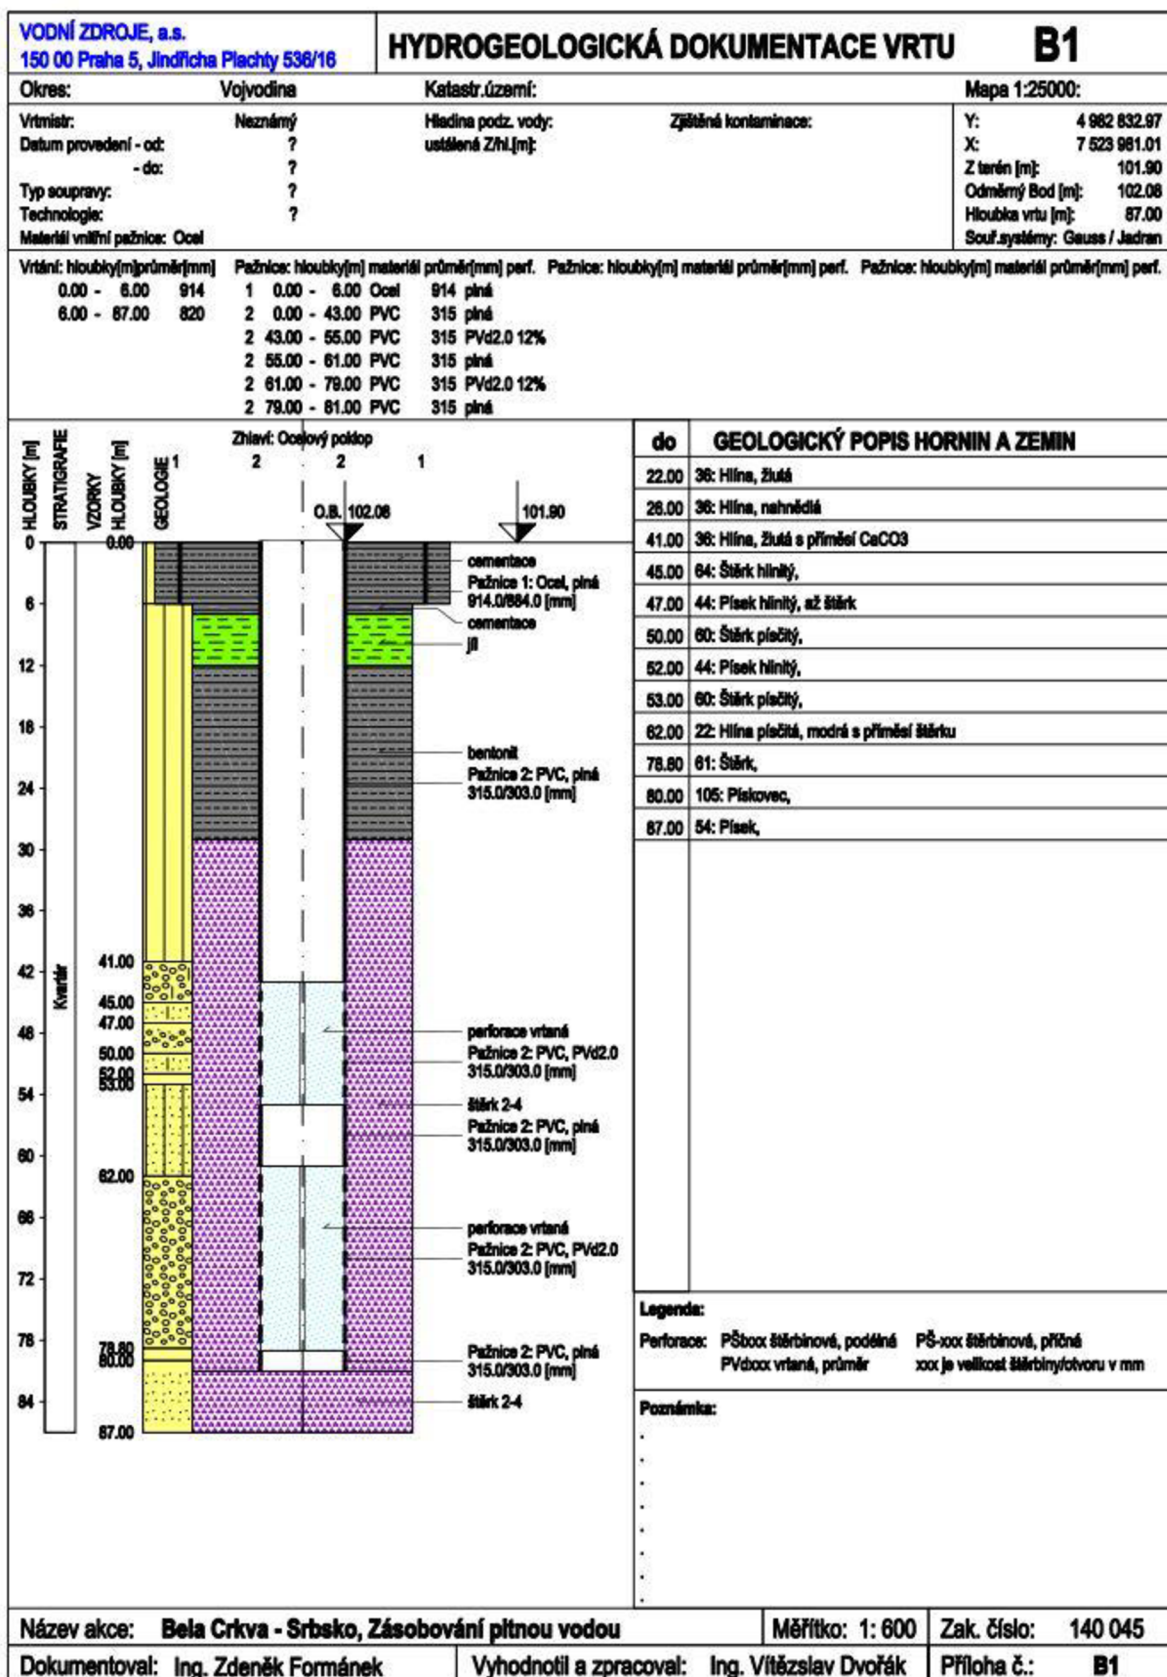 VODNÍ ZDROJE, a.s.
150 00 Praha 5, Jindřicha Plachty 536/16
HYDROGEOLOGICKÁ DOKUMENTACE VRTU B1
Okres: Vojvodina Katastr.území: Mapa 1:25000:
Vrtmistr: Neznámý Hladina podz. vody: Zjištěná kontaminace: Y: 4 982 832.97
Datum provedení - od: ? ustálená Z/hl.[m]: X: 7 523 981.01
- do: ? Z terén [m]: 101.90
Typ soupravy: ? Odměrný Bod [m]: 102.08
Technologie: ? Hloubka vrtu [m]: 87.00
Materiál vnitřní pažnice: Ocel Souř.systémy: Gauss / Jadran
Vrtání: hloubky[m]průměr[mm] Pažnice: hloubky[m] materiál průměr[mm] perf. Pažnice: hloubky[m] materiál průměr[mm] perf. Pažnice: hloubky[m] materiál průměr[mm] perf.
0.00 - 6.00 914 1 0.00 - 6.00 Ocel 914 plná
6.00 - 87.00 820 2 0.00 - 43.00 PVC 315 plná
2 43.00 - 55.00 PVC 315 PVd2.0 12%
2 55.00 - 61.00 PVC 315 plná
2 61.00 - 79.00 PVC 315 PVd2.0 12%
2 79.00 - 81.00 PVC 315 plná
HLOUBKY [m]
STRATIGRAFIE
VZORKY
HLOUBKY [m]
GEOLOGIE
Zhlaví: Ocelový poklop
1 2 2 1
O.B. 102.08 101.90
0 0.00
cementace
Pažnice 1: Ocel, plná
914.0/884.0 [mm]
6
cementace
jíl
12
18
bentonit
Pažnice 2: PVC, plná
24
315.0/303.0 [mm]
30
36
41.00
42
Kvartér
45.00
47.00
48
perforace vrtaná
50.00
Pažnice 2: PVC, PVd2.0
315.0/303.0 [mm]
52.00
53.00
54
štěrk 2-4
Pažnice 2: PVC, plná
315.0/303.0 [mm]
60
62.00
66
perforace vrtaná
Pažnice 2: PVC, PVd2.0
315.0/303.0 [mm]
72
78
78.80
80.00
Pažnice 2: PVC, plná
315.0/303.0 [mm]
84
štěrk 2-4
87.00
do GEOLOGICKÝ POPIS HORNIN A ZEMIN
22.00 36: Hlína, žlutá
26.00 36: Hlína, nahnědlá
41.00 36: Hlína, žlutá s příměsí CaCO3
45.00 64: Štěrk hlinitý,
47.00 44: Písek hlinitý, až štěrk
50.00 60: Štěrk písčitý,
52.00 44: Písek hlinitý,
53.00 60: Štěrk písčitý,
62.00 22: Hlína písčitá, modrá s příměsí štěrku
78.80 61: Štěrk,
80.00 105: Pískovec,
87.00 54: Písek,
Legenda:
Perforace: PŠbxxx štěrbinová, podélná PŠ-xxx štěrbinová, příčná
PVdxxx vrtaná, průměr xxx je velikost štěrbiny/otvoru v mm
Poznámka:
.
.
.
.
.
.
.
.
Název akce: Bela Crkva - Srbsko, Zásobování pitnou vodou Měřítko: 1: 600 Zak. číslo: 140 045
Dokumentoval: Ing. Zdeněk Formánek Vyhodnotil a zpracoval: Ing. Vítězslav Dvořák Příloha č.: B1